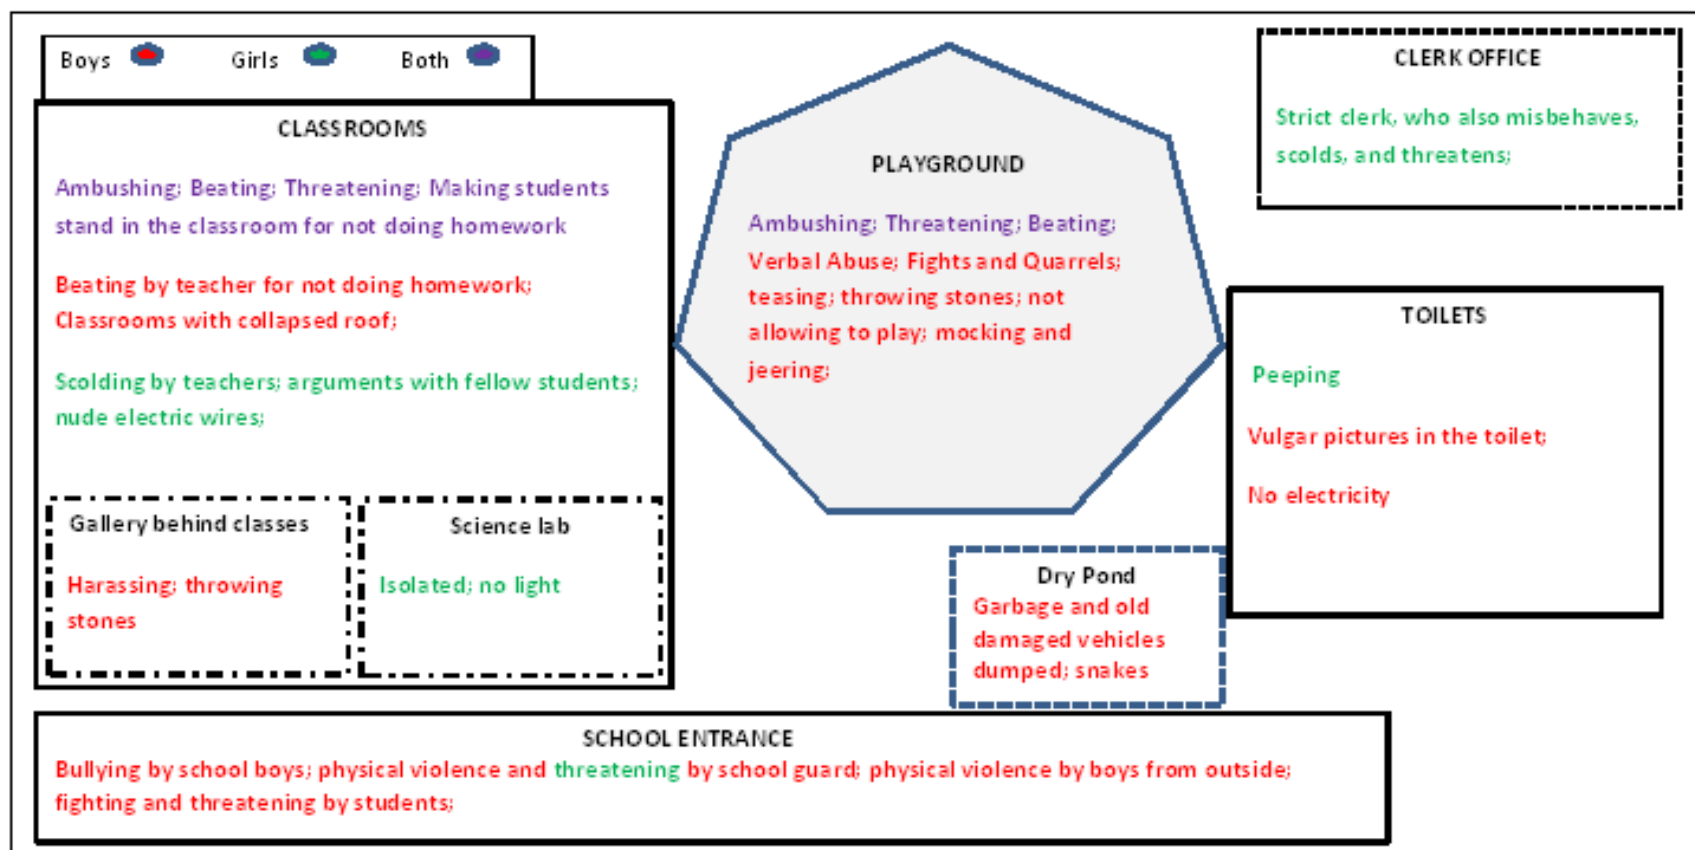 Boys Girls Both
CLASSROOMS
Ambushing; Beating; Threatening; Making students
stand in the classroom for not doing homework
Beating by teacher for not doing homework;
Classrooms with collapsed roof;
Scolding by teachers; arguments with fellow students;
nude electric wires;
Gallery behind classes
Harassing; throwing
stones
Science lab
Isolated; no light
PLAYGROUND
Ambushing; Threatening; Beating;
Verbal Abuse; Fights and Quarrels;
teasing; throwing stones; not
allowing to play; mocking and
jeering;
CLERK OFFICE
Strict clerk, who also misbehaves,
scolds, and threatens;
TOILETS
Peeping
Vulgar pictures in the toilet;
No electricity
Dry Pond
Garbage and old
damaged vehicles
dumped; snakes
SCHOOL ENTRANCE
Bullying by school boys; physical violence and threatening by school guard; physical violence by boys from outside;
fighting and threatening by students;